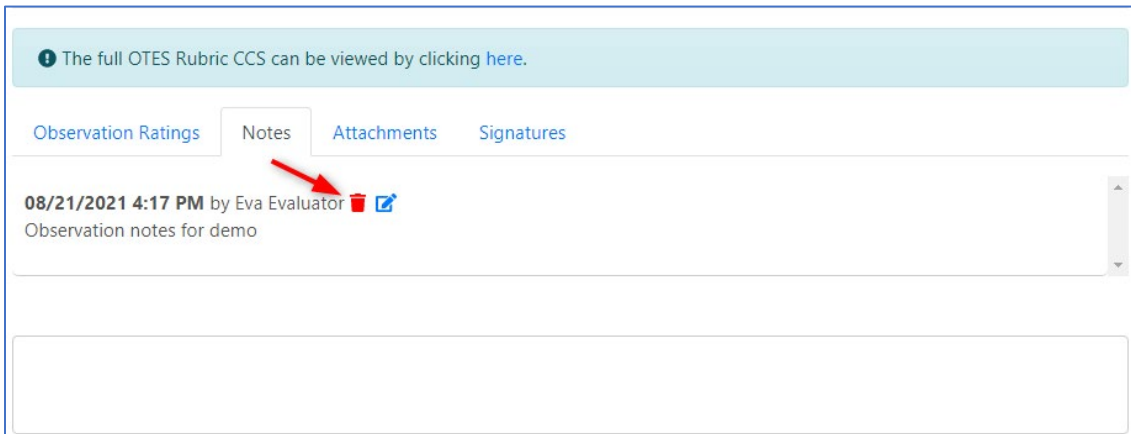 The full OTES Rubric CCS can be viewed by clicking here.
Observation Ratings Notes Attachments Signatures
08/21/2021 4:17 PM by Eva Evaluator
Observation notes for demo